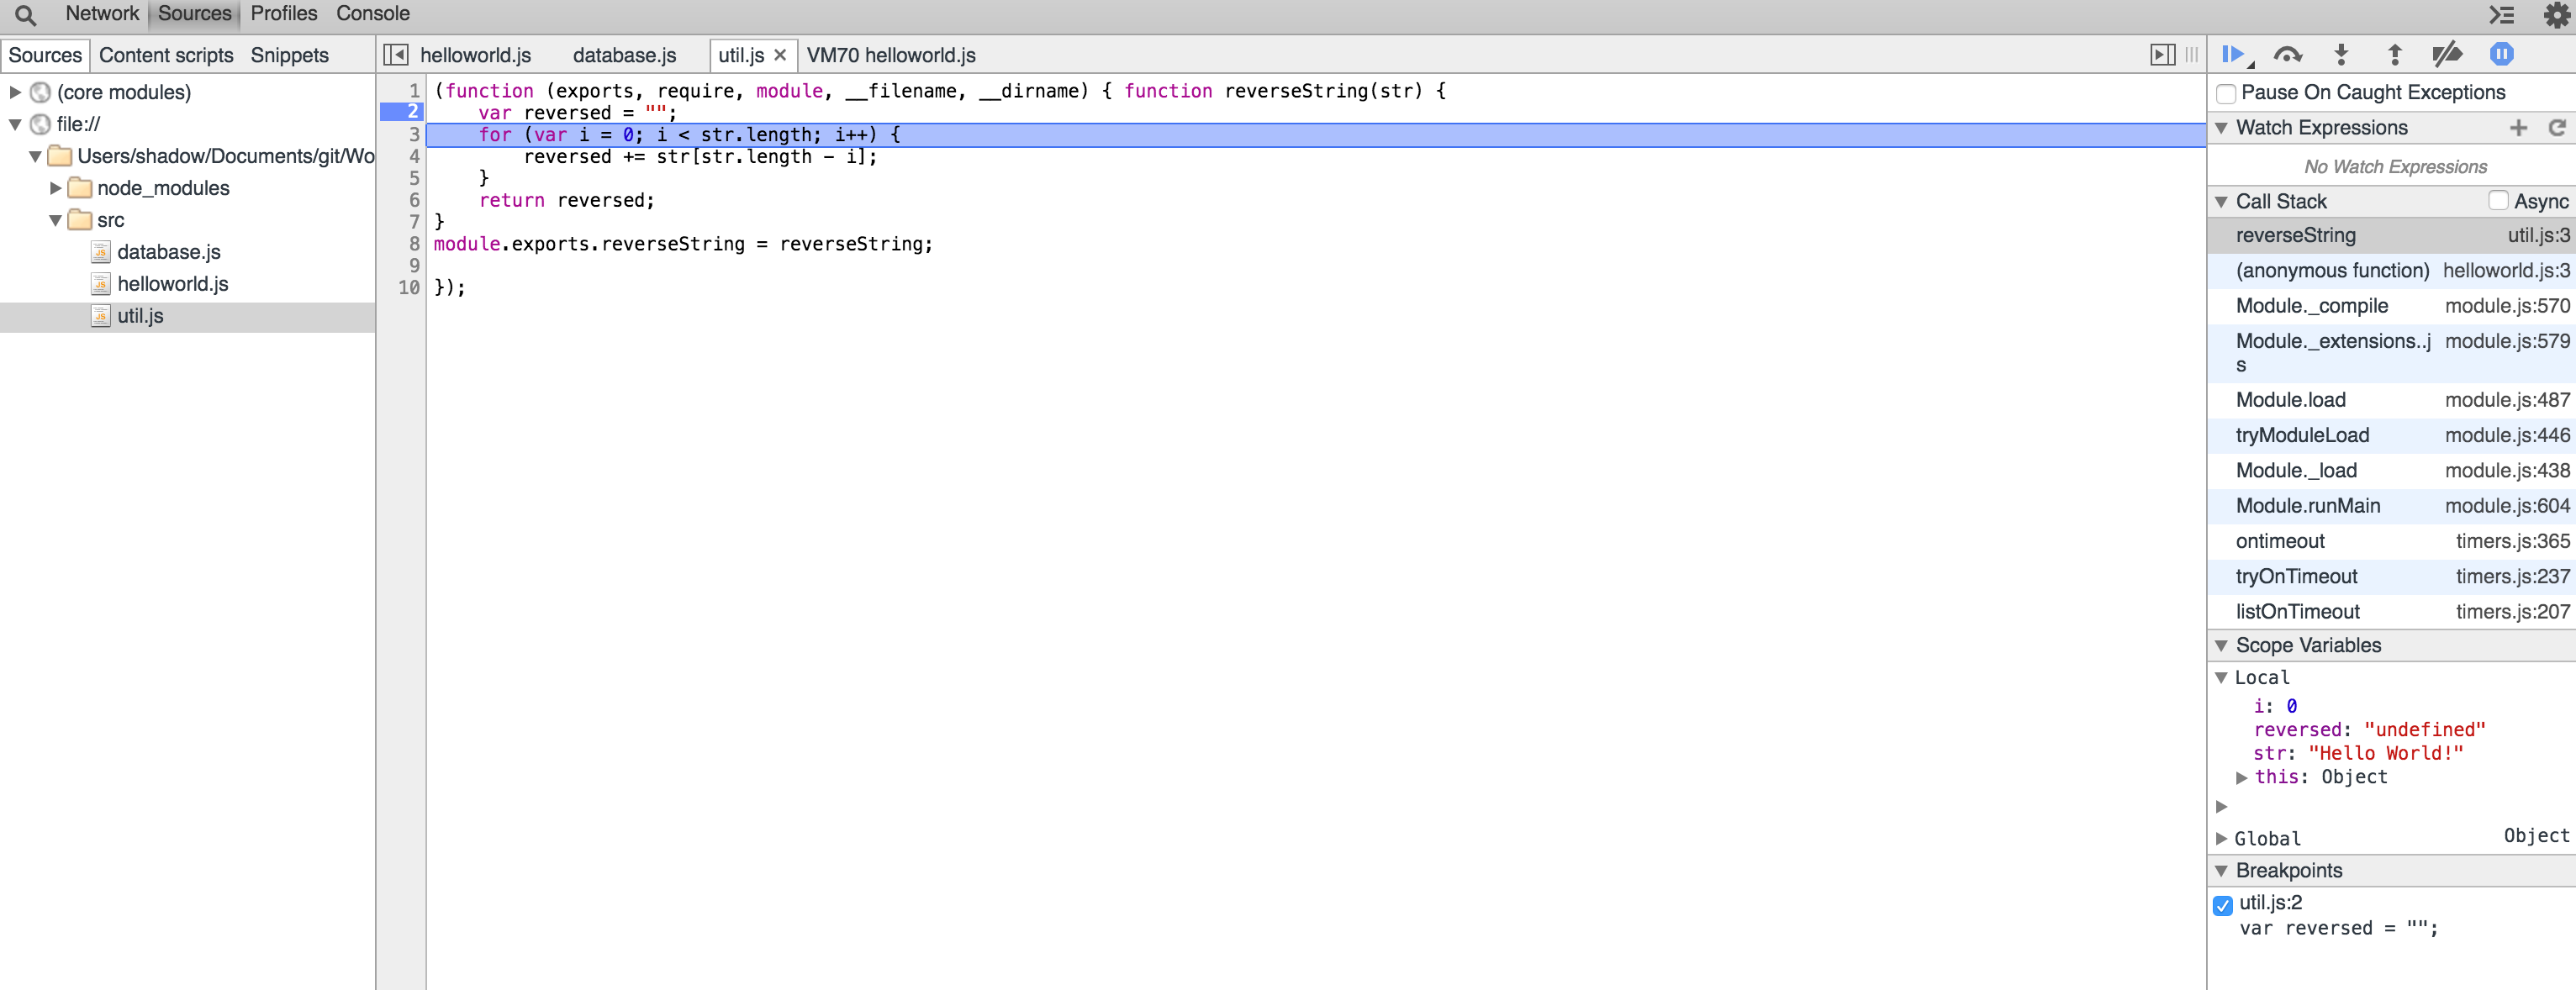 Network Sources Profiles Console
Sources Content scripts Snippets
(core modules)
file://
Users/shadow/Documents/git/Wo
node_modules
src
database.js
helloworld.js
util.js
helloworld.js database.js util.js × VM70 helloworld.js
1 (function (exports, require, module, __filename, __dirname) { function reverseString(str) {
2 var reversed = "";
3 for (var i = 0; i < str.length; i++) {
4 reversed += str[str.length - i];
5 }
6 return reversed;
7 }
8 module.exports.reverseString = reverseString;
9
10 });
Pause On Caught Exceptions
Watch Expressions
No Watch Expressions
Call Stack Async
reverseString util.js:3
(anonymous function) helloworld.js:3
Module._compile module.js:570
Module._extensions..j module.js:579
s
Module.load module.js:487
tryModuleLoad module.js:446
Module._load module.js:438
Module.runMain module.js:604
ontimeout timers.js:365
tryOnTimeout timers.js:237
listOnTimeout timers.js:207
Scope Variables
Local
i: 0
reversed: "undefined"
str: "Hello World!"
this: Object
Global Object
Breakpoints
util.js:2
var reversed = "";